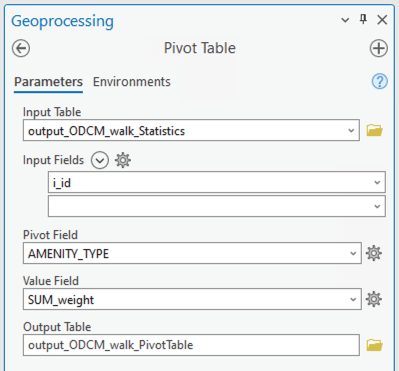 Geoprocessing
Pivot Table
Parameters Environments
Input Table
output_ODCM_walk_Statistics
Input Fields
i_id
Pivot Field
AMENITY_TYPE
Value Field
SUM_weight
Output Table
output_ODCM_walk_PivotTable